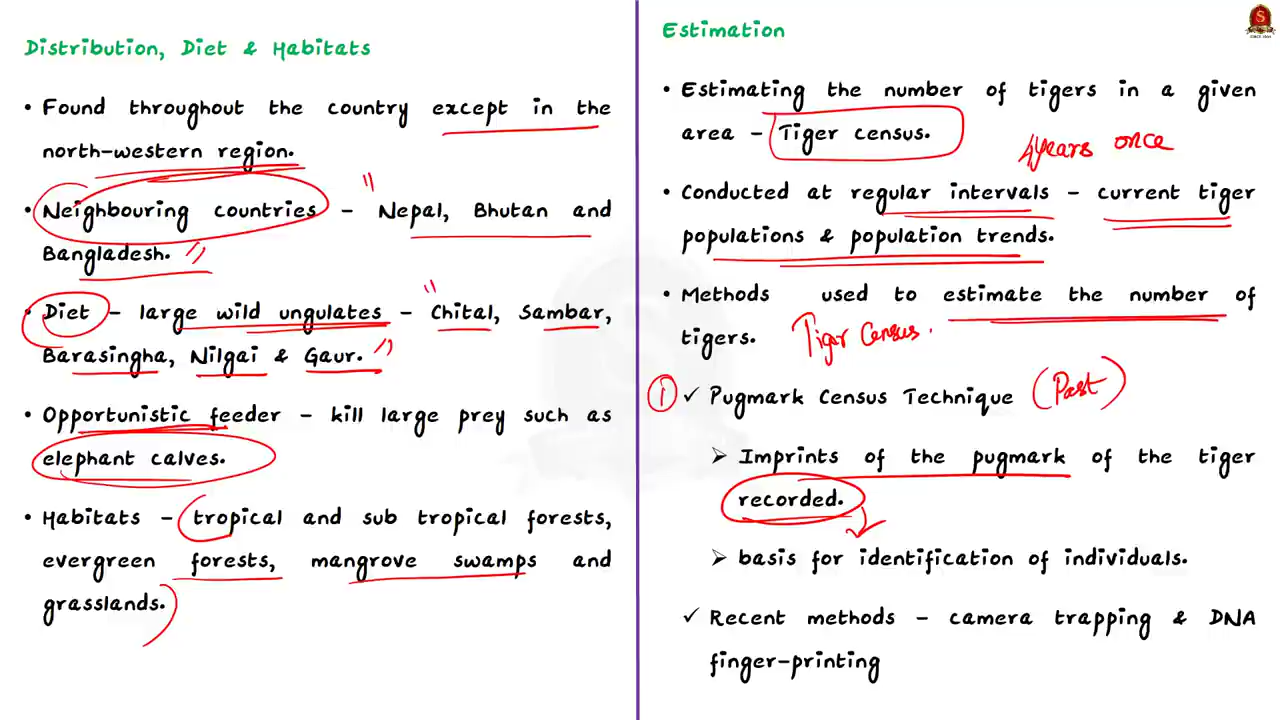 Distribution, Diet & Habitats
• Found throughout the country except in the
north-western region.
• Neighbouring countries – Nepal, Bhutan and
Bangladesh.
• Diet – large wild ungulates – Chital, Sambar,
Barasingha, Nilgai & Gaur.
• Opportunistic feeder – kill large prey such as
elephant calves.
• Habitats – tropical and sub tropical forests,
evergreen forests, mangrove swamps and
grasslands.
Estimation
• Estimating the number of tigers in a given
area – Tiger census.
4years once
• Conducted at regular intervals – current tiger
populations & population trends.
• Methods used to estimate the number of
tigers. Tiger Census.
1 ✓ Pugmark Census Technique (Past)
➢ Imprints of the pugmark of the tiger
recorded.
➢ basis for identification of individuals.
✓ Recent methods – camera trapping & DNA
finger-printing